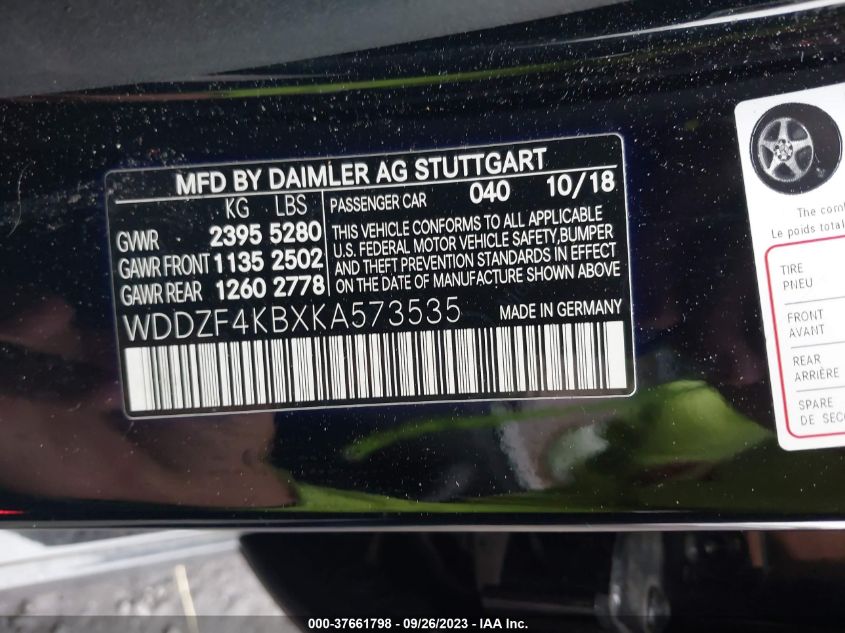 MFD BY DAIMLER AG STUTTGART
KG LBS
GVWR 2395 5280
GAWR FRONT 1135 2502
GAWR REAR 1260 2778
PASSENGER CAR 040 10/18
THIS VEHICLE CONFORMS TO ALL APPLICABLE
U.S. FEDERAL MOTOR VEHICLE SAFETY,BUMPER
AND THEFT PREVENTION STANDARDS IN EFFECT
ON THE DATE OF MANUFACTURE SHOWN ABOVE
WDDZF4KBXKA573535
MADE IN GERMANY
The
Le poids total
TIRE
PNEU
FRONT
AVANT
REAR
ARRIÈRE
SPARE
DE
000-37661798 - 09/26/2023 - IAA Inc.